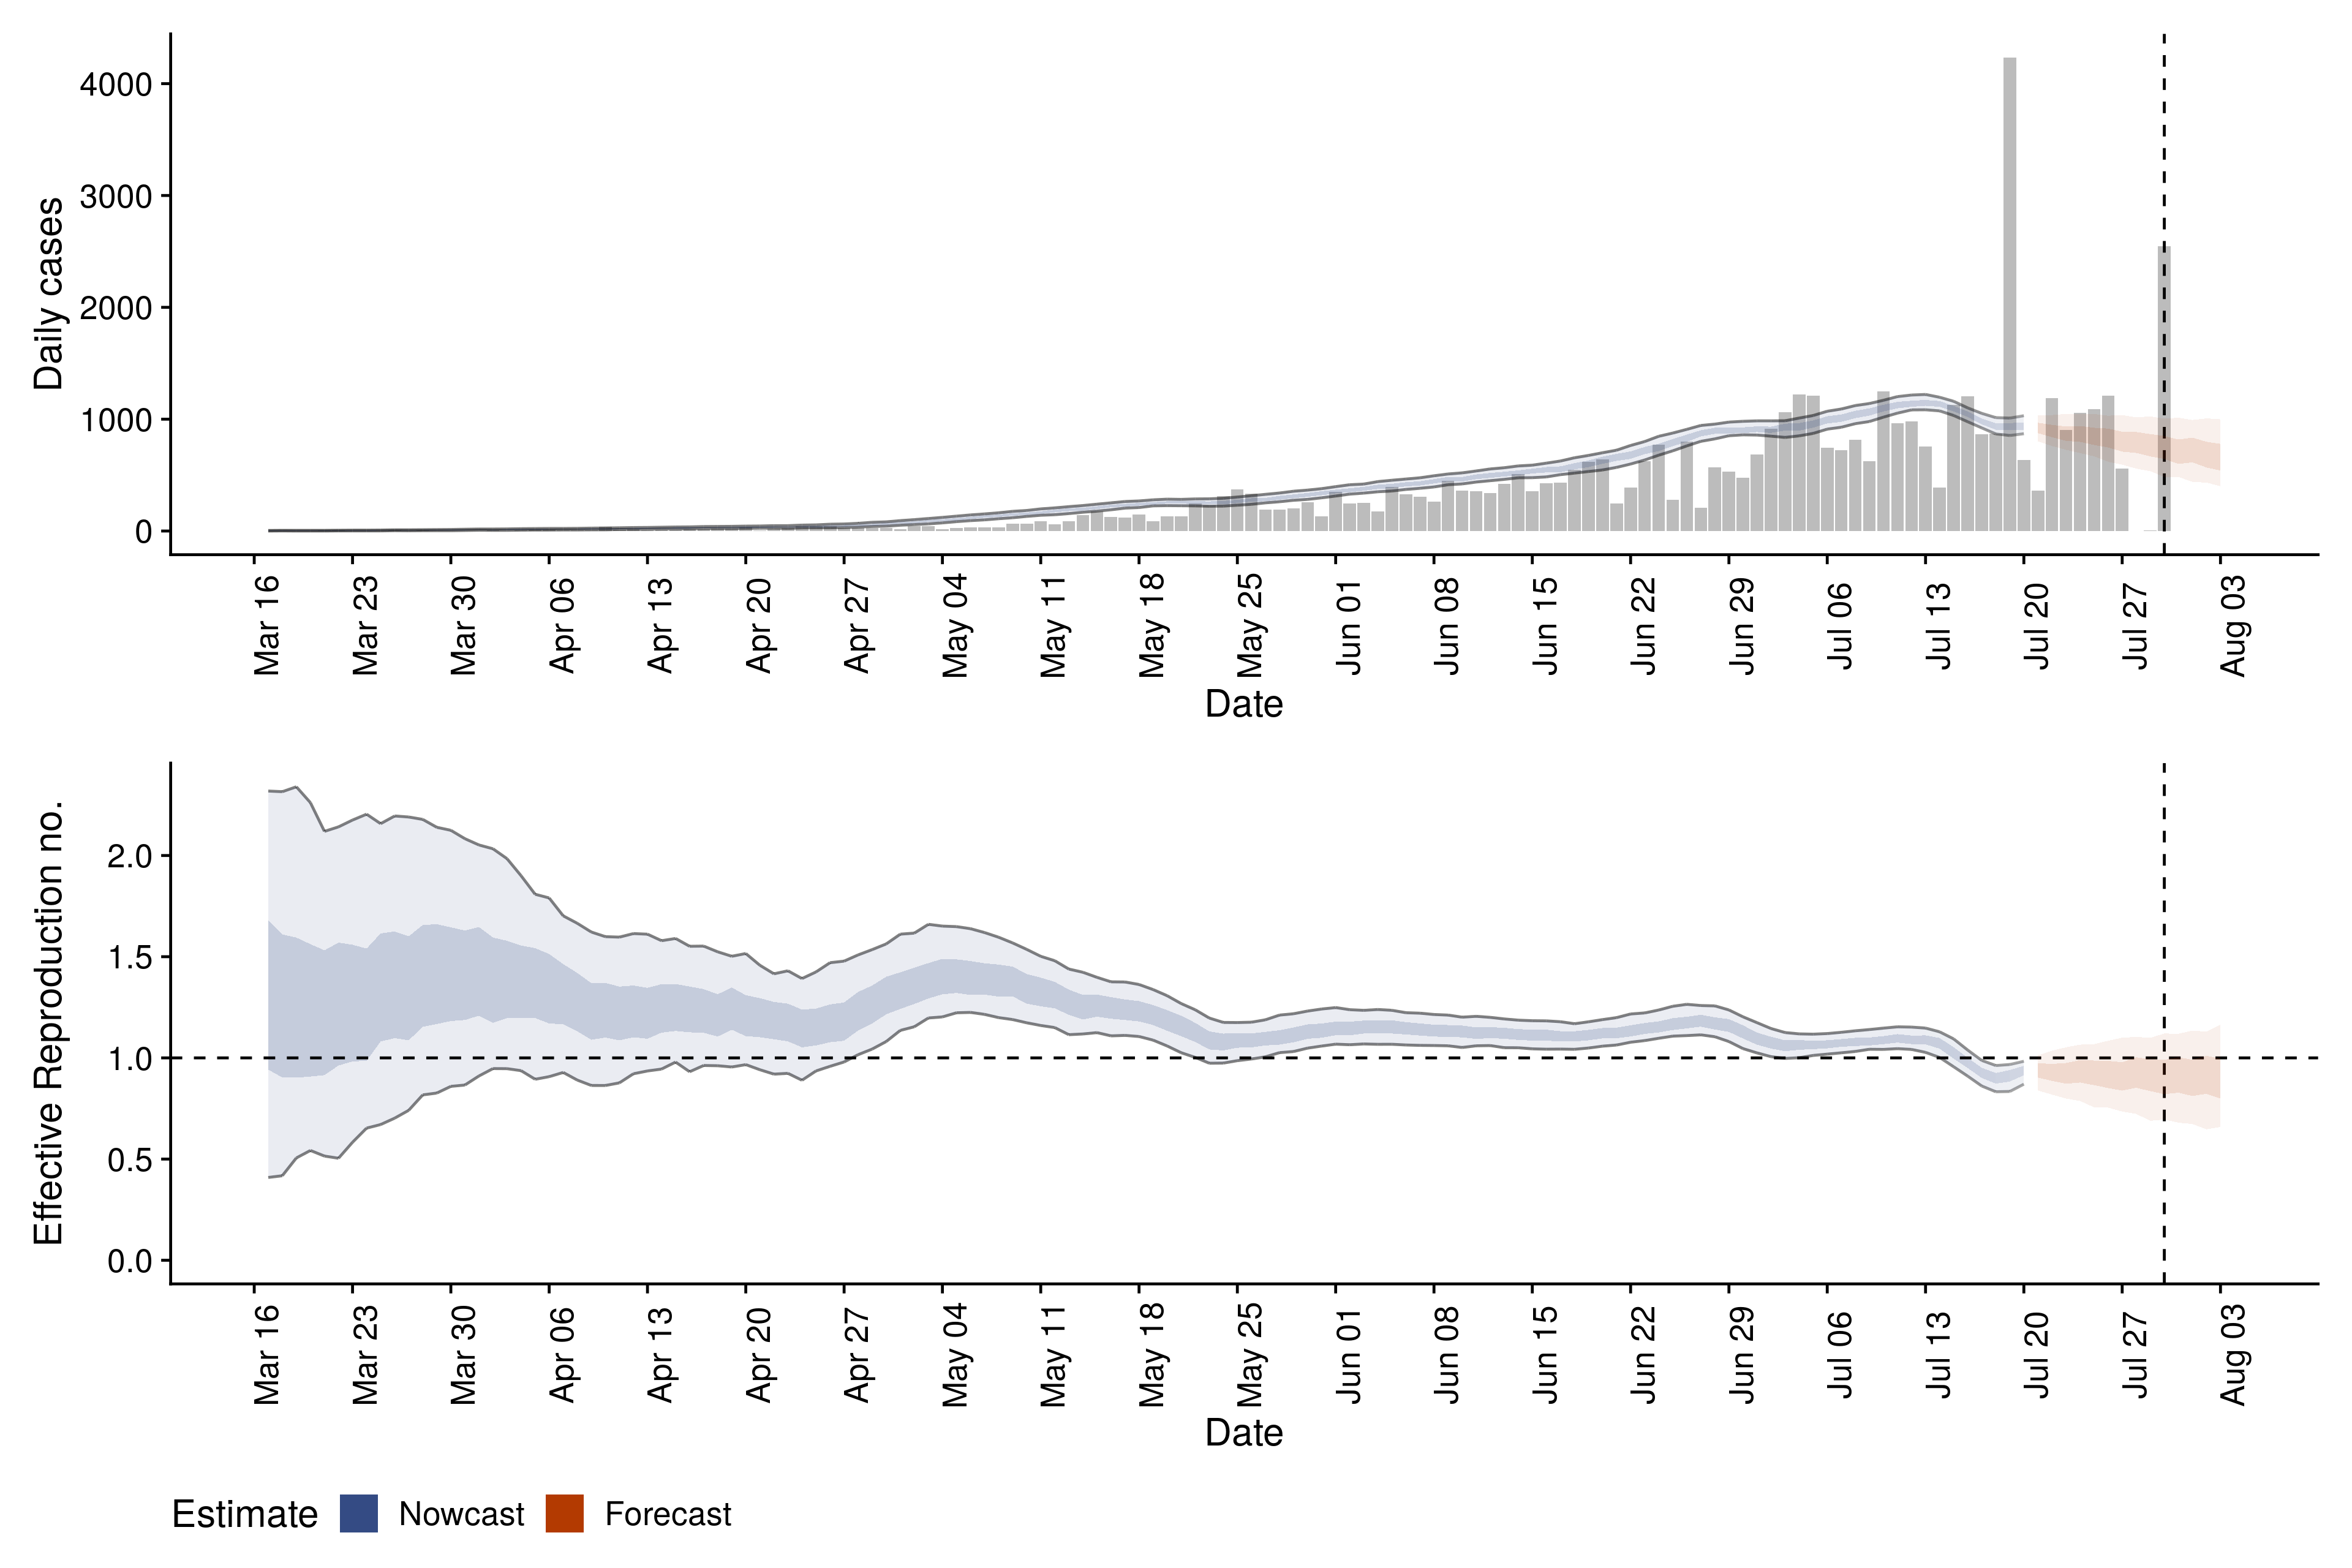 4000
3000
2000
1000
0
Daily cases
Mar 16
Mar 23
Mar 30
Apr 06
Apr 13
Apr 20
Apr 27
May 04
May 11
May 18
May 25
Jun 01
Jun 08
Jun 15
Jun 22
Jun 29
Jul 06
Jul 13
Jul 20
Jul 27
Aug 03
Date
2.0
1.5
1.0
0.5
0.0
Effective Reproduction no.
Mar 16
Mar 23
Mar 30
Apr 06
Apr 13
Apr 20
Apr 27
May 04
May 11
May 18
May 25
Jun 01
Jun 08
Jun 15
Jun 22
Jun 29
Jul 06
Jul 13
Jul 20
Jul 27
Aug 03
Date
Estimate Nowcast Forecast